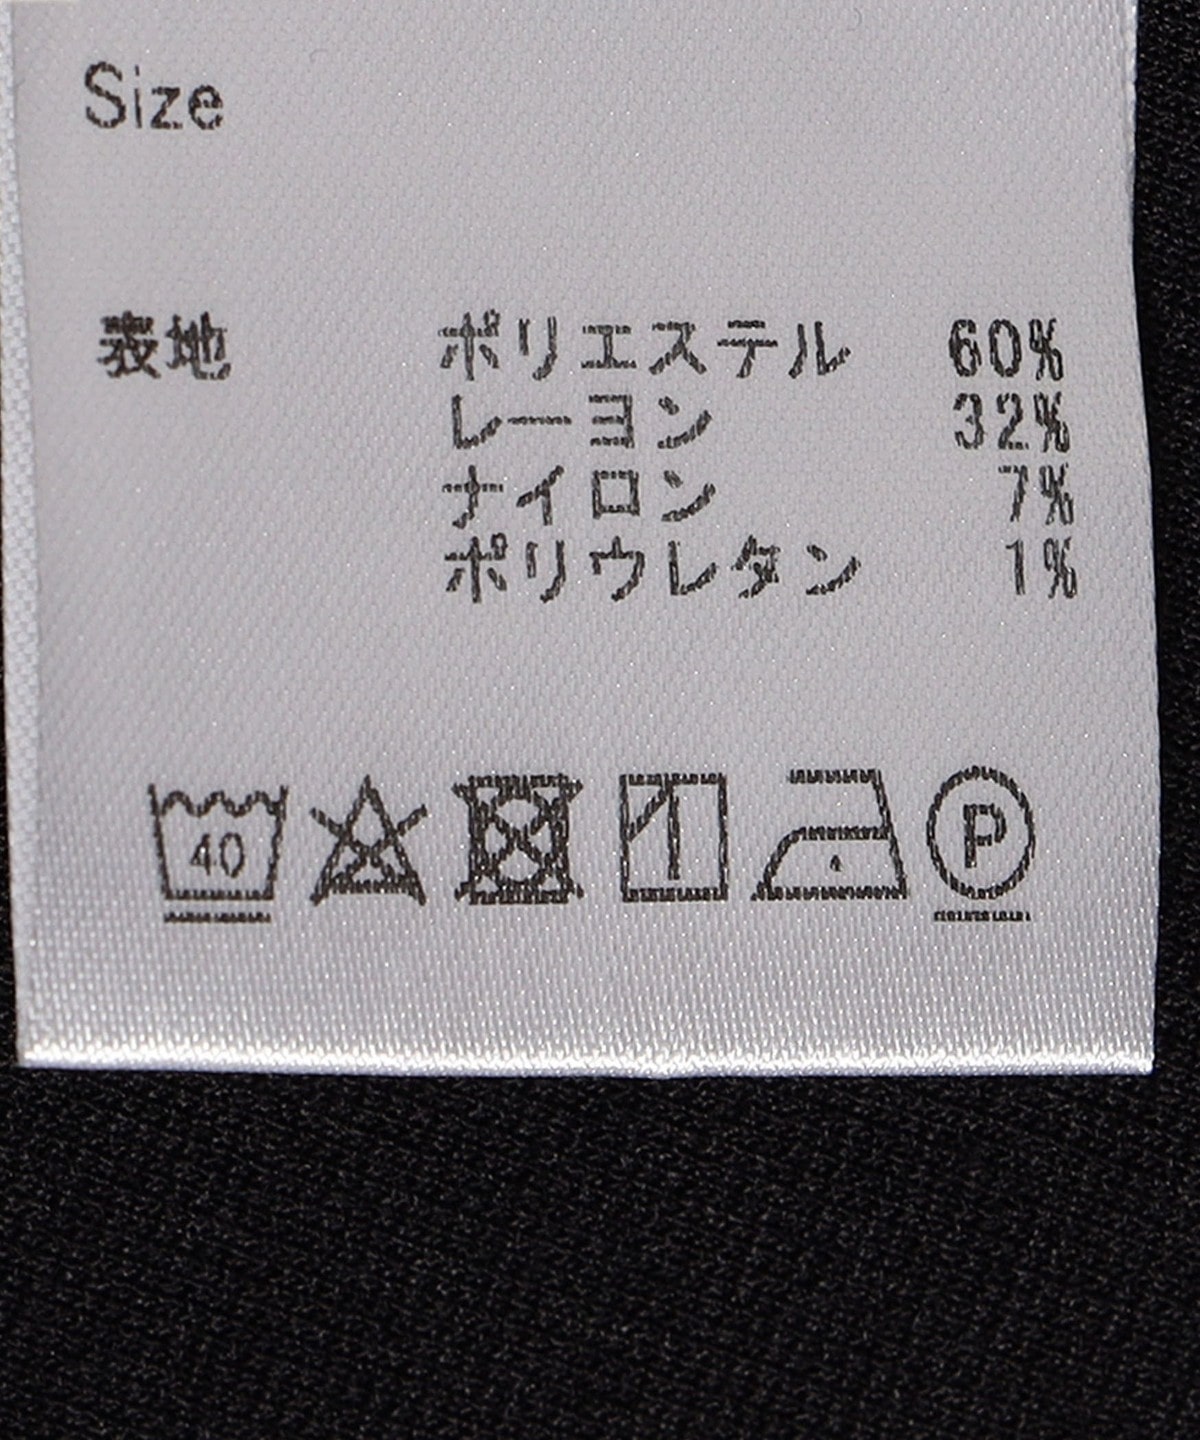 Size
表地 ポリエステル 60%
レーヨン 32%
ナイロン 7%
ポリウレタン 1%
40 P